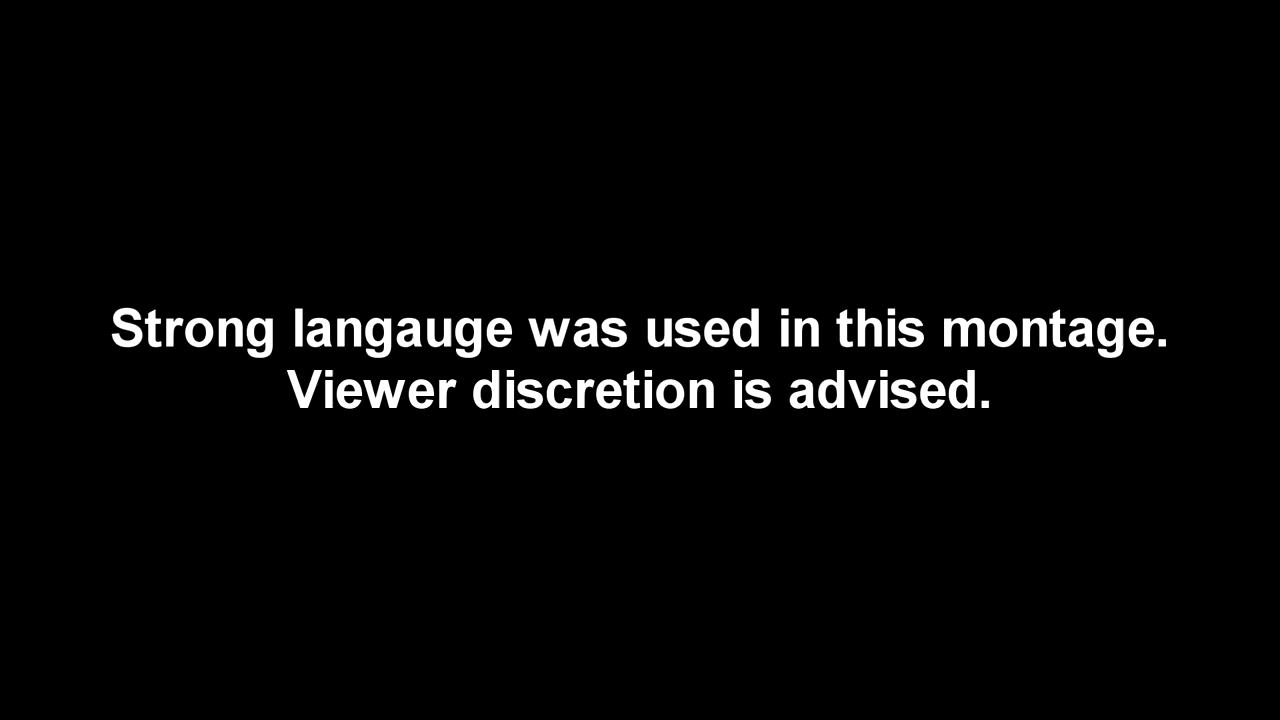 Strong langauge was used in this montage.
Viewer discretion is advised.